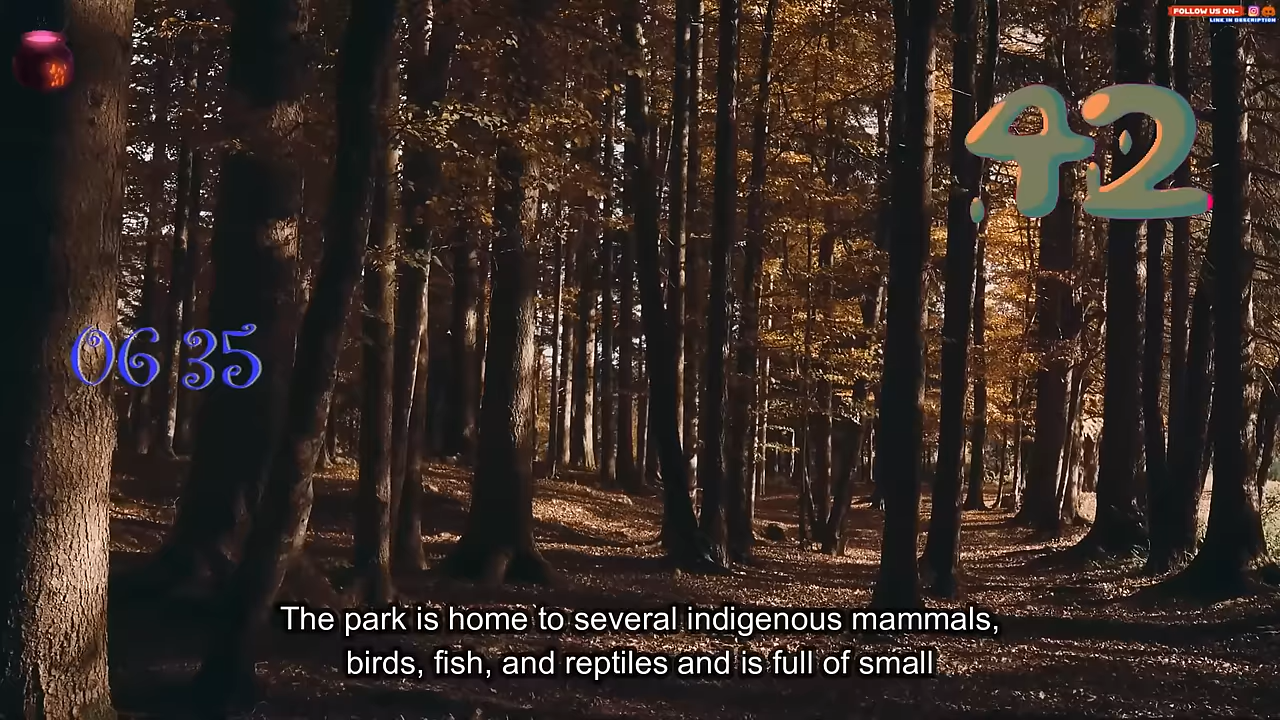 FOLLOW US ON-
LINK IN DESCRIPTION
42
06 35
The park is home to several indigenous mammals,
birds, fish, and reptiles and is full of small